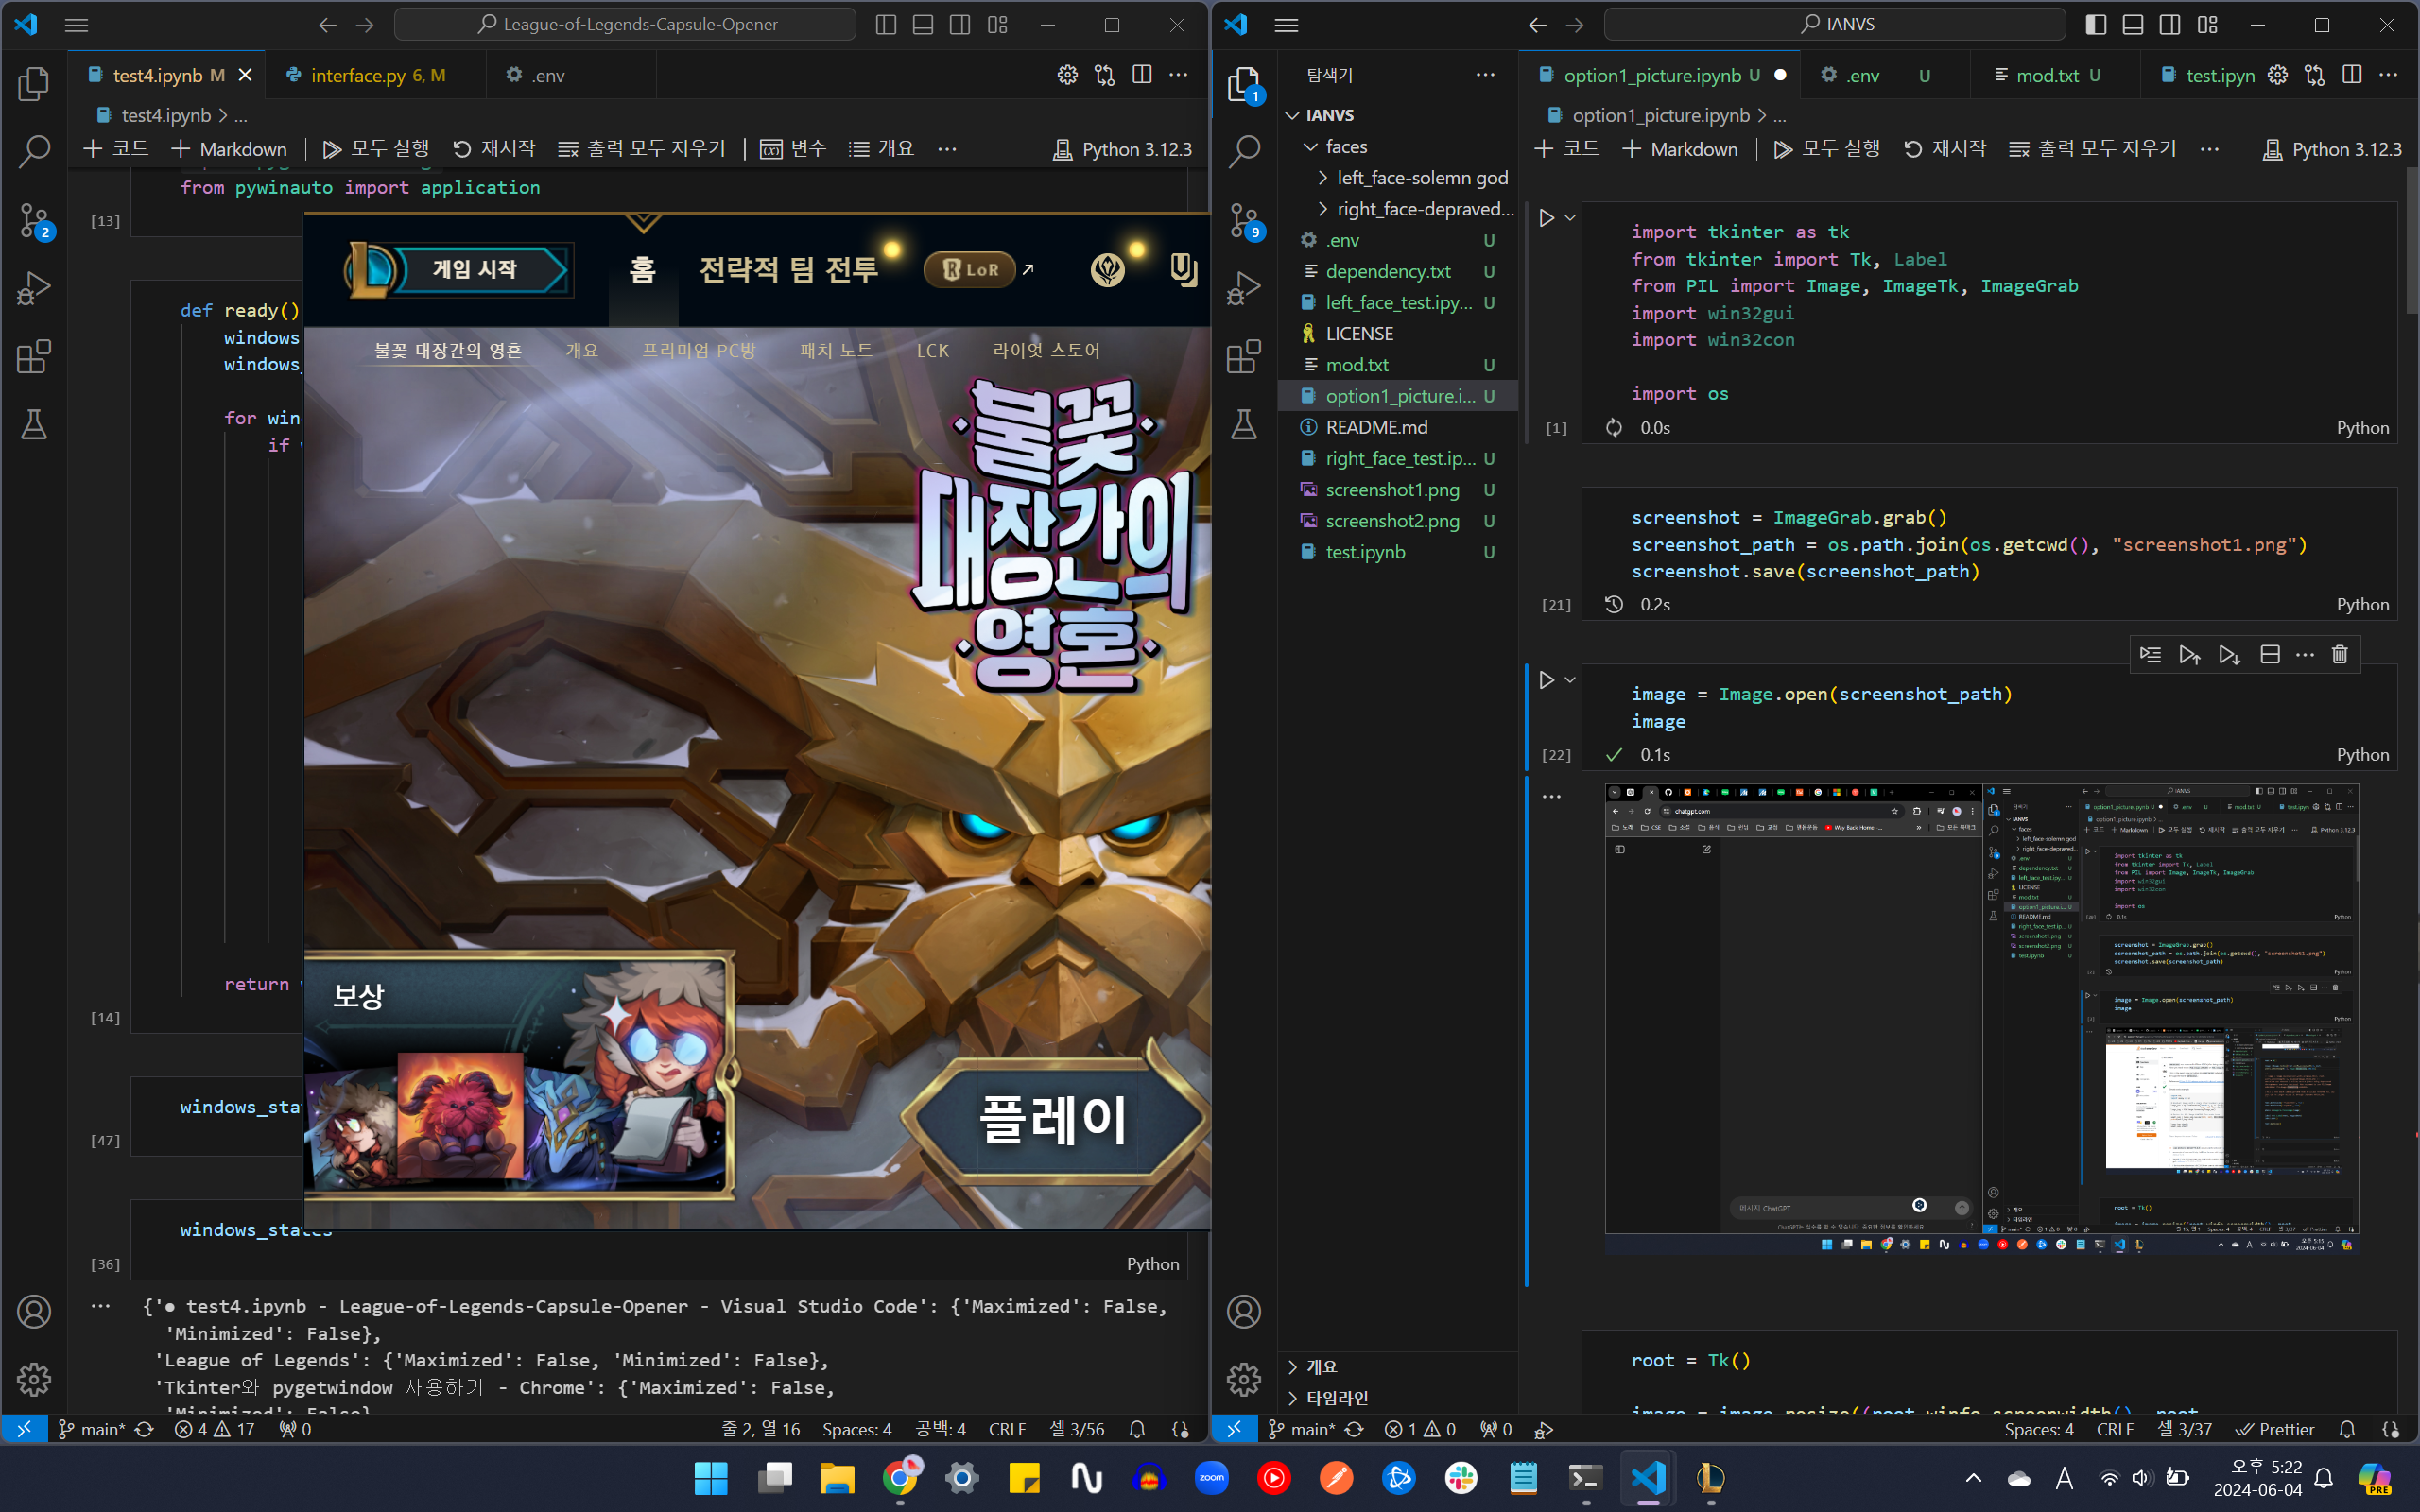 League-of-Legends-Capsule-Opener
test4.ipynb M
interface.py 6, M
.env
test4.ipynb > ...
코드
Markdown
모두 실행
재시작
출력 모두 지우기
변수
개요
Python 3.12.3
from pywinauto import application
[13]
def ready()
windows
windows_
for win
if
return
[14]
[47]
windows_sta
windows_states
[36]
Python
{'● test4.ipynb - League-of-Legends-Capsule-Opener - Visual Studio Code': {'Maximized': False,
'Minimized': False},
'League of Legends': {'Maximized': False, 'Minimized': False},
'Tkinter와 pygetwindow 사용하기 - Chrome': {'Maximized': False,
'Minimized': False}
2
main*
4 17
0
줄 2, 열 16
Spaces: 4
공백: 4
CRLF
셀 3/56
게임 시작
홈
전략적 팀 전투
LoR
불꽃 대장간의 영혼
개요
프리미엄 PC방
패치 노트
LCK
라이엇 스토어
불꽃
대장간의
영혼
보상
플레이
IANVS
1
9
탐색기
IANVS
faces
left_face-solemn god
right_face-depraved...
.env U
dependency.txt U
left_face_test.ipy... U
LICENSE
mod.txt U
option1_picture.i... U
README.md
right_face_test.ip... U
screenshot1.png U
screenshot2.png U
test.ipynb U
개요
타임라인
option1_picture.ipynb U
.env U
mod.txt U
test.ipyn
option1_picture.ipynb > ...
코드
Markdown
모두 실행
재시작
출력 모두 지우기
Python 3.12.3
import tkinter as tk
from tkinter import Tk, Label
from PIL import Image, ImageTk, ImageGrab
import win32gui
import win32con
import os
[1]
0.0s
Python
screenshot = ImageGrab.grab()
screenshot_path = os.path.join(os.getcwd(), "screenshot1.png")
screenshot.save(screenshot_path)
[21]
0.2s
Python
image = Image.open(screenshot_path)
image
[22]
0.1s
Python
chatgpt.com
메시지 ChatGPT
root = Tk()
image = image.resize((root.winfo_screenwidth(), root
main*
1 0
0
Spaces: 4
CRLF
셀 3/37
Prettier
zoom
A
오후 5:22
2024-06-04
PRE